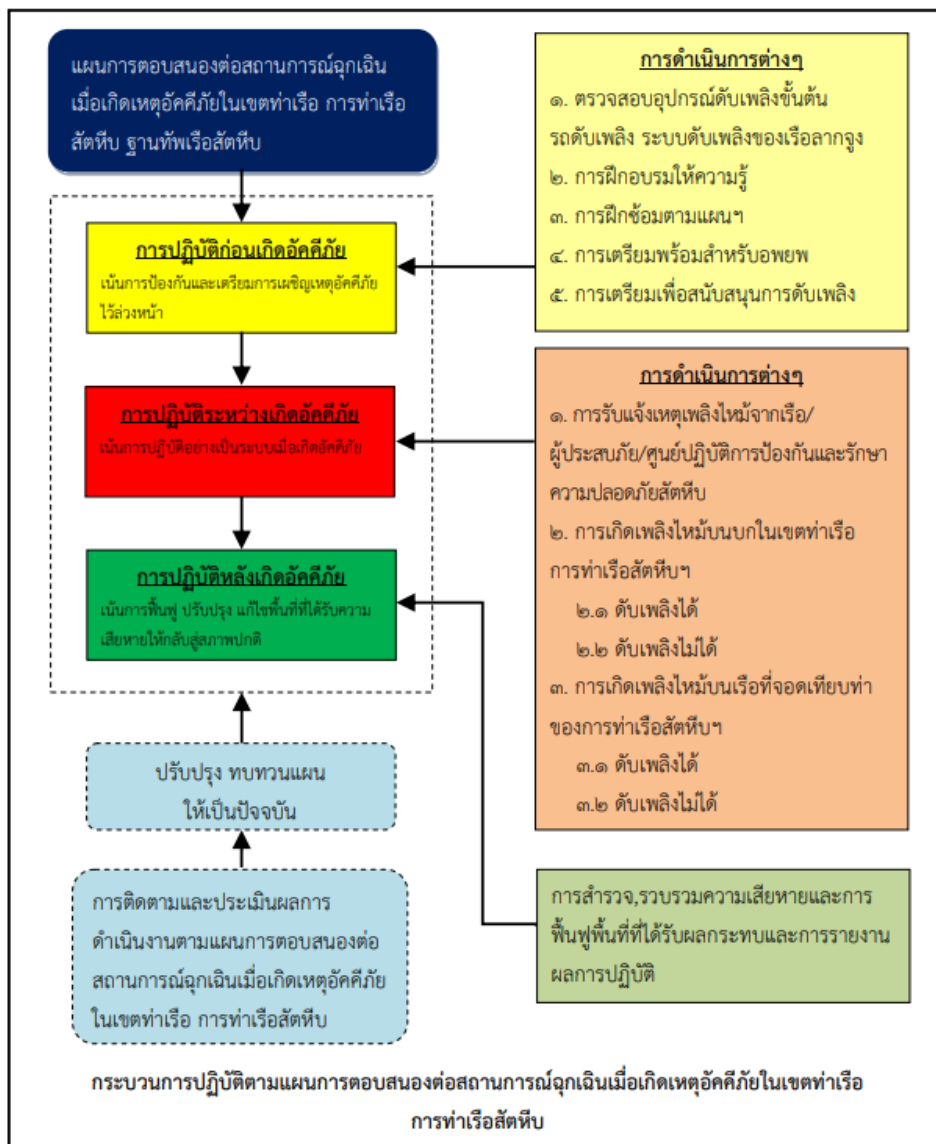 แผนการตอบสนองต่อสถานการณ์ฉุกเฉิน
เมื่อเกิดเหตุอัคคีภัยในเขตท่าเรือ การท่าเรือ
สัตหีบ ฐานทัพเรือสัตหีบ
การปฏิบัติก่อนเกิดอัคคีภัย
เน้นการป้องกันและเตรียมการเผชิญเหตุอัคคีภัย
ไว้ล่วงหน้า
การดำเนินการต่างๆ
๑. ตรวจสอบอุปกรณ์ดับเพลิงขั้นต้น
รถดับเพลิง ระบบดับเพลิงของเรือลากจูง
๒. การฝึกอบรมให้ความรู้
๓. การฝึกซ้อมตามแผนฯ
๔. การเตรียมพร้อมสำหรับอพยพ
๕. การเตรียมเพื่อสนับสนุนการดับเพลิง
การปฏิบัติระหว่างเกิดอัคคีภัย
เน้นการปฏิบัติอย่างเป็นระบบเมื่อเกิดอัคคีภัย
การดำเนินการต่างๆ
๑. การรับแจ้งเหตุเพลิงไหม้จากเรือ/
ผู้ประสบภัย/ศูนย์ปฏิบัติการป้องกันและรักษา
ความปลอดภัยสัตหีบ
๒. การเกิดเพลิงไหม้บนบกในเขตท่าเรือ
การท่าเรือสัตหีบฯ
๒.๑ ดับเพลิงได้
๒.๒ ดับเพลิงไม่ได้
๓. การเกิดเพลิงไหม้บนเรือที่จอดเทียบท่า
ของการท่าเรือสัตหีบฯ
๓.๑ ดับเพลิงได้
๓.๒ ดับเพลิงไม่ได้
การปฏิบัติหลังเกิดอัคคีภัย
เน้นการฟื้นฟู ปรับปรุง แก้ไขพื้นที่ที่ได้รับความ
เสียหายให้กลับสู่สภาพปกติ
การสำรวจ,รวบรวมความเสียหายและการ
ฟื้นฟูพื้นที่ที่ได้รับผลกระทบและการรายงาน
ผลการปฏิบัติ
ปรับปรุง ทบทวนแผน
ให้เป็นปัจจุบัน
การติดตามและประเมินผลการ
ดำเนินงานตามแผนการตอบสนองต่อ
สถานการณ์ฉุกเฉินเมื่อเกิดเหตุอัคคีภัย
ในเขตท่าเรือ การท่าเรือสัตหีบ
กระบวนการปฏิบัติตามแผนการตอบสนองต่อสถานการณ์ฉุกเฉินเมื่อเกิดเหตุอัคคีภัยในเขตท่าเรือ
การท่าเรือสัตหีบ